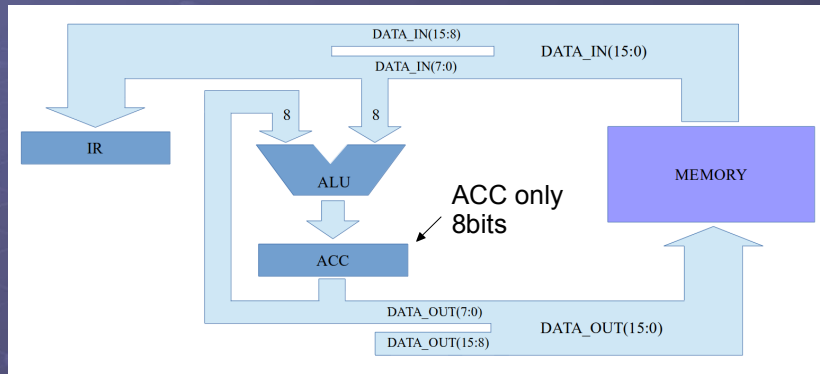 DATA_IN(15:8)
DATA_IN(15:0)
DATA_IN(7:0)
8
8
IR
ALU
MEMORY
ACC only
8bits
ACC
DATA_OUT(7:0)
DATA_OUT(15:0)
DATA_OUT(15:8)